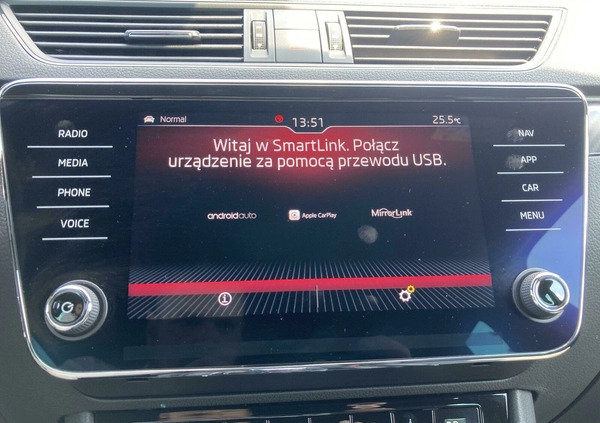 Normal 13:51 25.5°C
Witaj w SmartLink. Połącz
urządzenie za pomocą przewodu USB.
androidauto Apple CarPlay MirrorLink
RADIO
MEDIA
PHONE
VOICE
NAV
APP
CAR
MENU